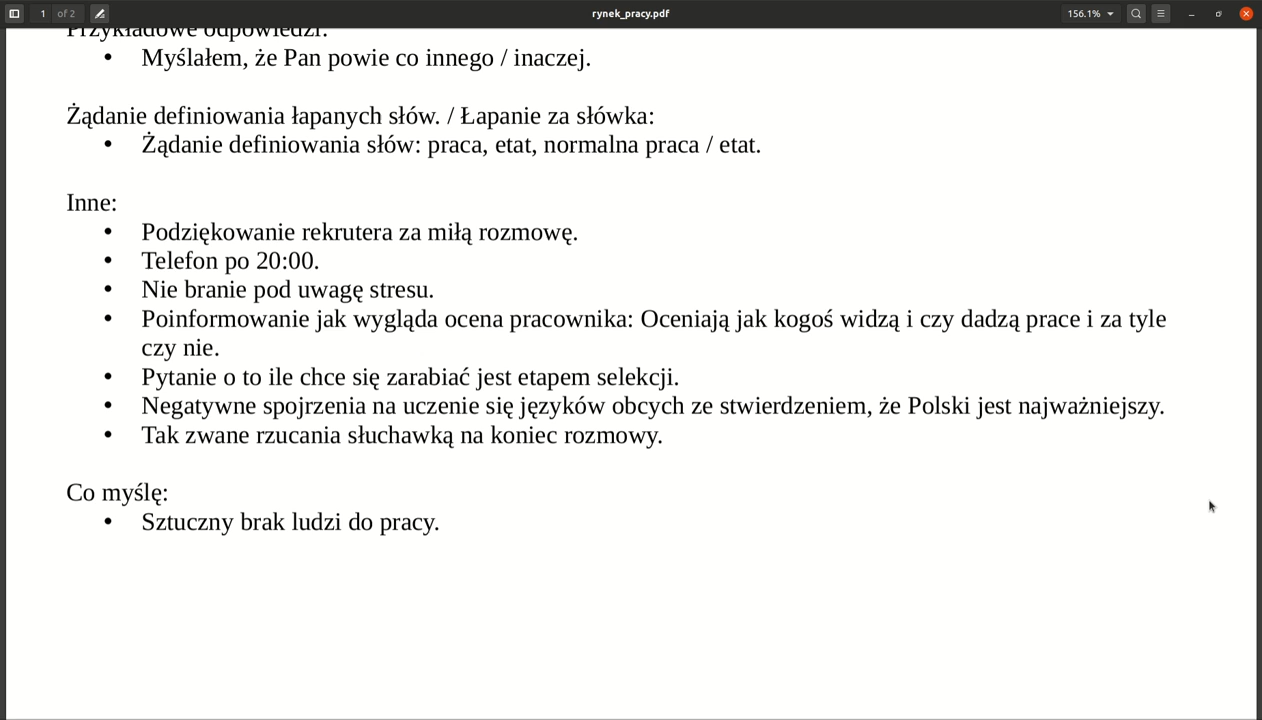 1 of 2
rynek_pracy.pdf
156.1%
Przykładowe odpowiedzi:
• Myślałem, że Pan powie co innego / inaczej.
Żądanie definiowania łapanych słów. / Łapanie za słówka:
• Żądanie definiowania słów: praca, etat, normalna praca / etat.
Inne:
• Podziękowanie rekrutera za miłą rozmowę.
• Telefon po 20:00.
• Nie branie pod uwagę stresu.
• Poinformowanie jak wygląda ocena pracownika: Oceniają jak kogoś widzą i czy dadzą prace i za tyle
czy nie.
• Pytanie o to ile chce się zarabiać jest etapem selekcji.
• Negatywne spojrzenia na uczenie się języków obcych ze stwierdzeniem, że Polski jest najważniejszy.
• Tak zwane rzucania słuchawką na koniec rozmowy.
Co myślę:
• Sztuczny brak ludzi do pracy.